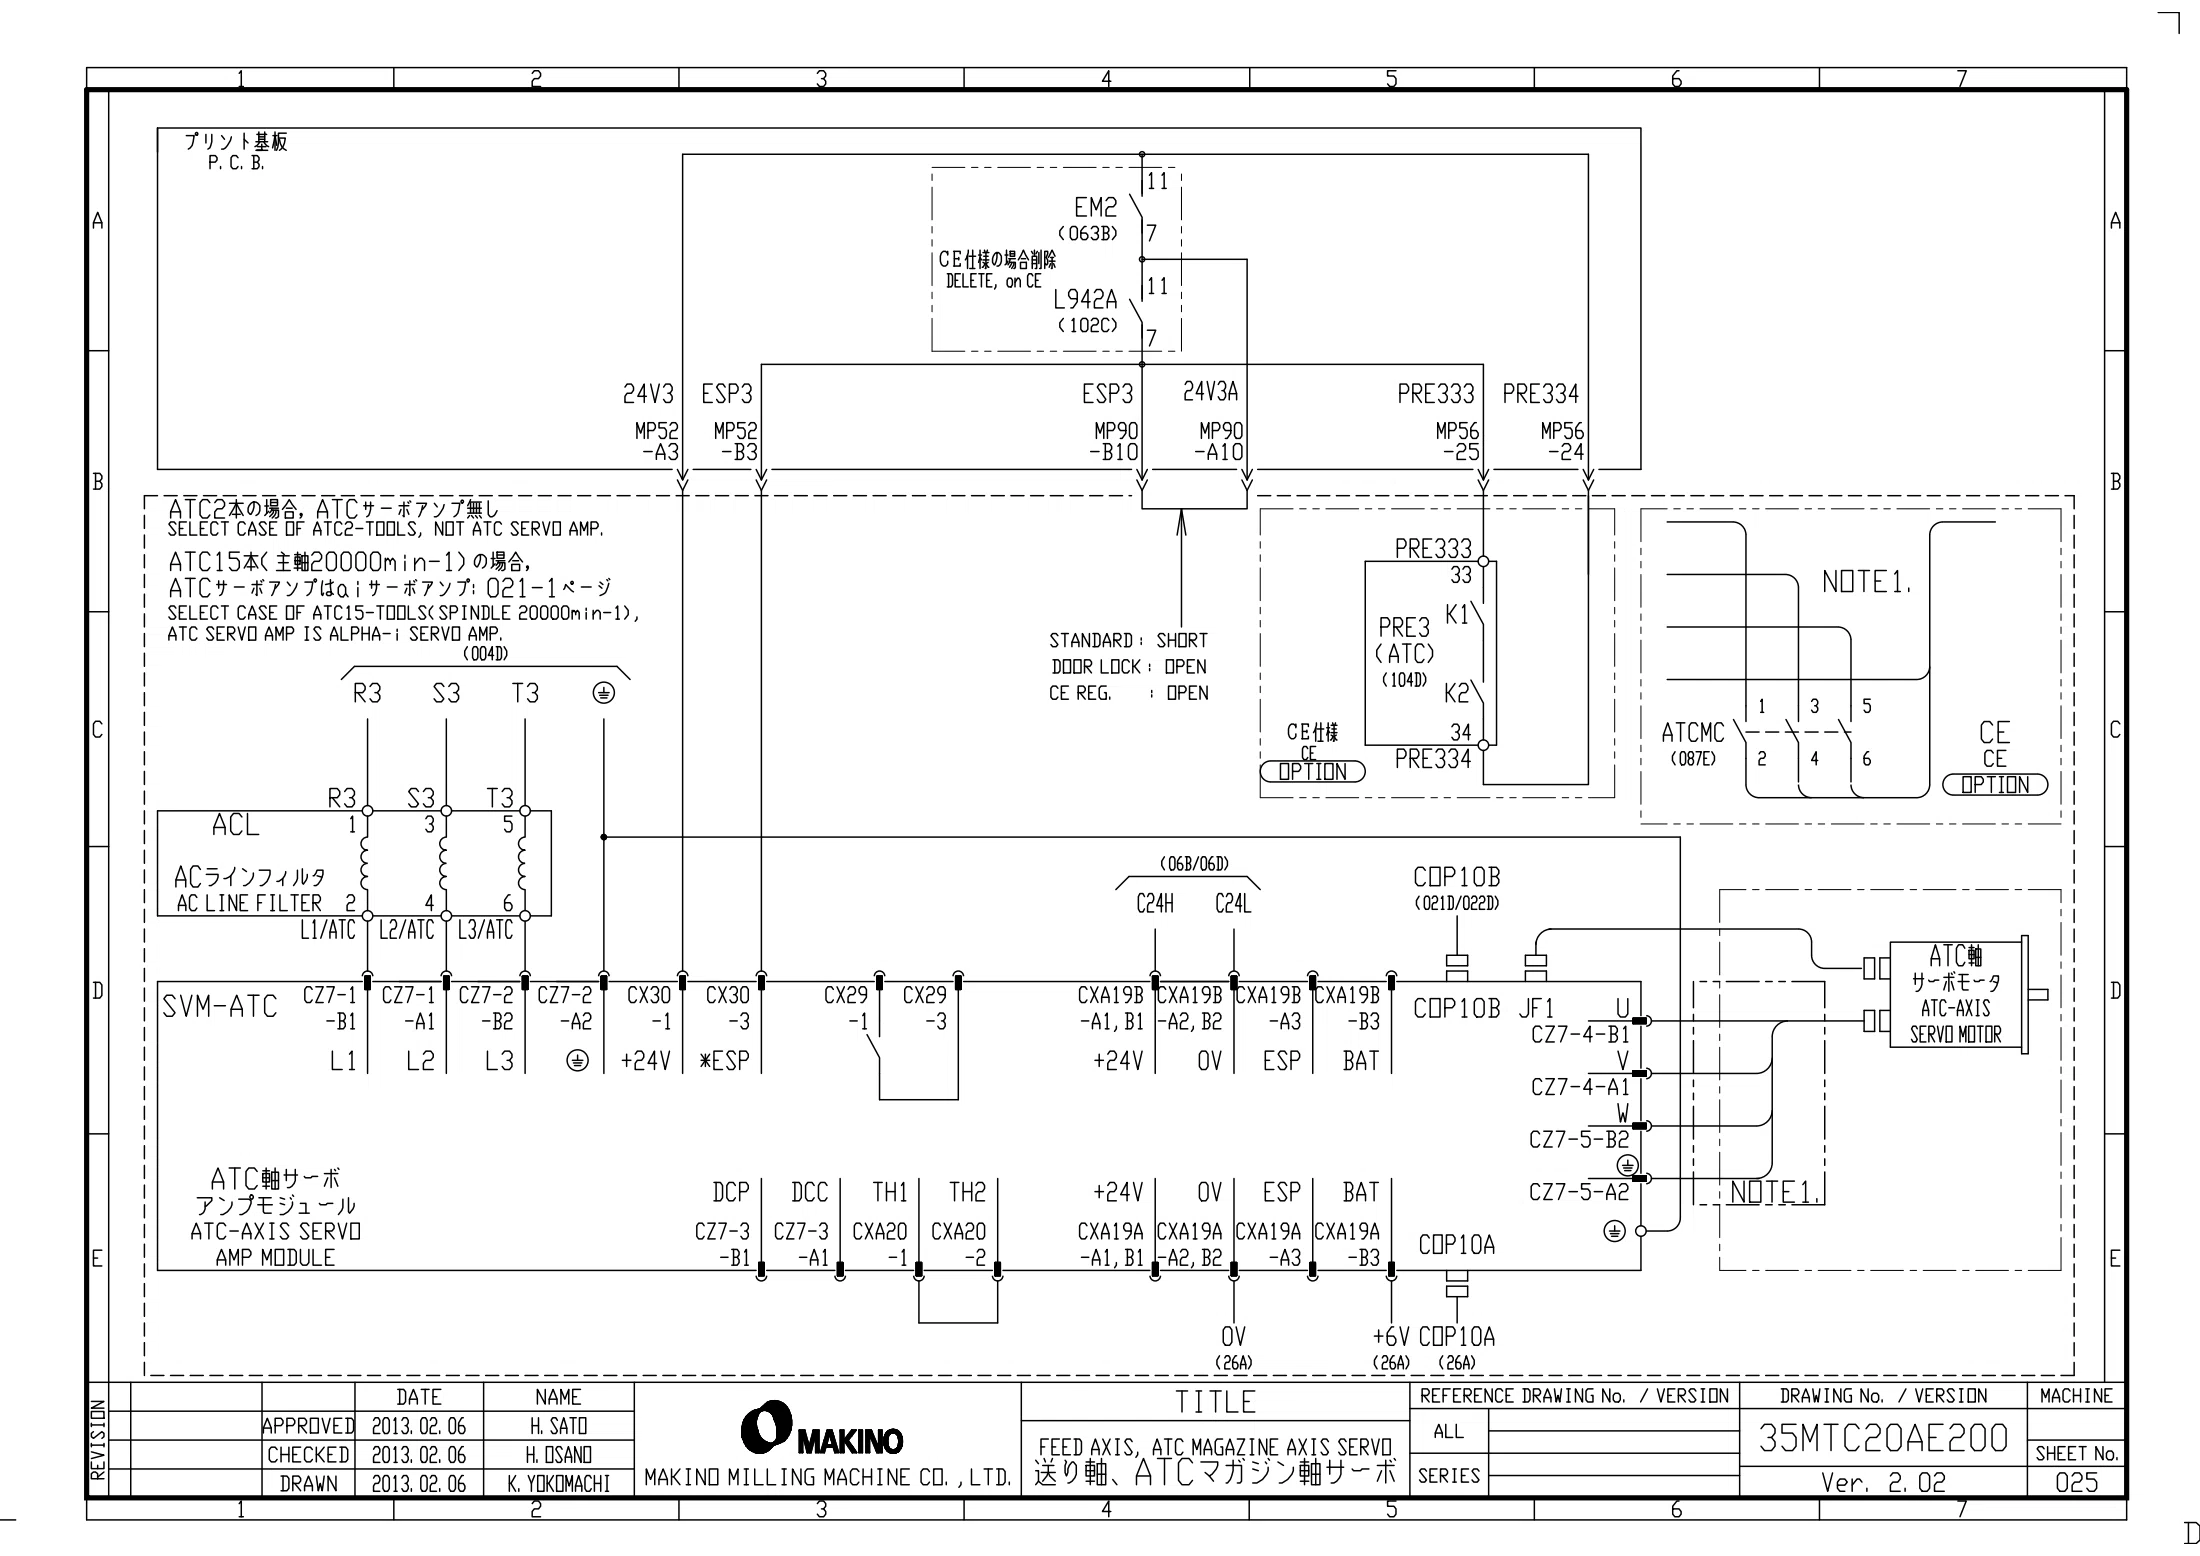 1 2 3 4 5 6 7
A
B
C
D
E
A
B
C
D
E
プリント基板
P.C.B.
11
EM2
(063B)
7
CE仕様の場合削除
DELETE, on CE
11
L942A
(102C)
7
24V3 ESP3 ESP3 24V3A PRE333 PRE334
MP52 MP52 MP90 MP90 MP56 MP56
-A3 -B3 -B10 -A10 -25 -24
ATC2本の場合, ATCサーボアンプ無し
SELECT CASE OF ATC2-TOOLS, NOT ATC SERVO AMP.
ATC15本(主軸20000min-1)の場合,
ATCサーボアンプはαiサーボアンプ: 021-1ページ
SELECT CASE OF ATC15-TOOLS(SPINDLE 20000min-1),
ATC SERVO AMP IS ALPHA-i SERVO AMP.
(004D)
R3 S3 T3
STANDARD : SHORT
DOOR LOCK : OPEN
CE REG. : OPEN
PRE333
33
K1
PRE3
(ATC)
(104D)
K2
34
PRE334
CE仕様
CE
OPTION
NOTE1.
1 3 5
ATCMC
(087E)
2 4 6
CE
CE
OPTION
R3 S3 T3
ACL
1 3 5
ACラインフィルタ
AC LINE FILTER
2 4 6
L1/ATC L2/ATC L3/ATC
(06B/06D)
C24H C24L
COP10B
(021D/022D)
ATC軸
サーボモータ
ATC-AXIS
SERVO MOTOR
SVM-ATC
CZ7-1 CZ7-1 CZ7-2 CZ7-2 CX30 CX30 CX29 CX29 CXA19B CXA19B CXA19B CXA19B COP10B JF1
-B1 -A1 -B2 -A2 -1 -3 -1 -3 -A1, B1 -A2, B2 -A3 -B3
L1 L2 L3 +24V *ESP +24V 0V ESP BAT
U
CZ7-4-B1
V
CZ7-4-A1
W
CZ7-5-B2
CZ7-5-A2
NOTE1.
ATC軸サーボ
アンプモジュール
ATC-AXIS SERVO
AMP MODULE
DCP DCC TH1 TH2 +24V 0V ESP BAT
CZ7-3 CZ7-3 CXA20 CXA20 CXA19A CXA19A CXA19A CXA19A COP10A
-B1 -A1 -1 -2 -A1, B1 -A2, B2 -A3 -B3
0V +6V COP10A
(26A) (26A) (26A)
REVISION
DATE NAME
APPROVED 2013.02.06 H. SATO
CHECKED 2013.02.06 H. OSANO
DRAWN 2013.02.06 K. YOKOMACHI
MAKINO
MAKINO MILLING MACHINE CO.,LTD.
TITLE
FEED AXIS, ATC MAGAZINE AXIS SERVO
送り軸、ATCマガジン軸サーボ
REFERENCE DRAWING No. / VERSION
ALL
SERIES
DRAWING No. / VERSION
35MTC20AE200
Ver. 2.02
MACHINE
SHEET No.
025
1 2 3 4 5 6 7
D